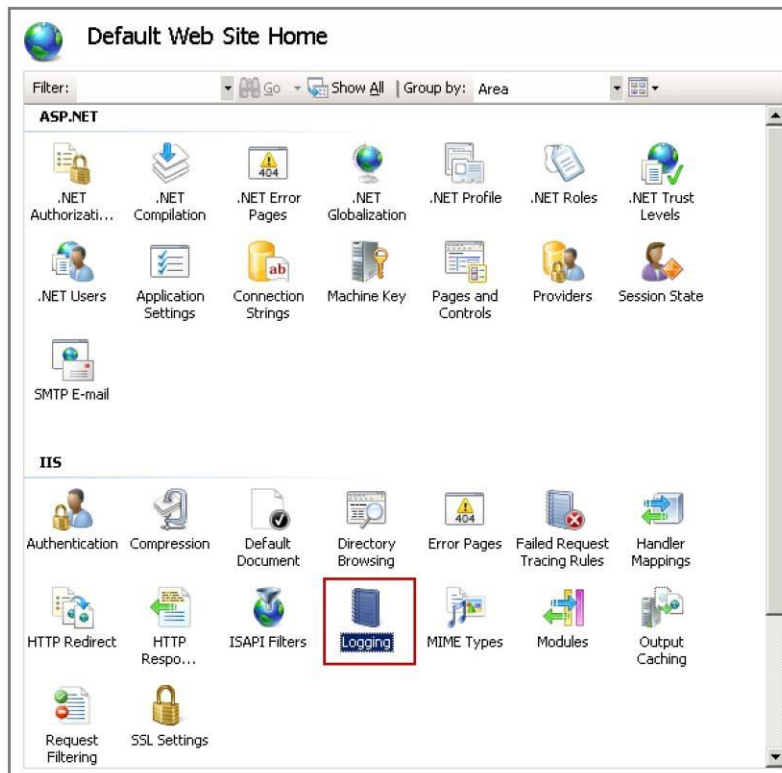 Default Web Site Home
Filter: Go Show All Group by: Area
ASP.NET
404
.NET Authorizati... .NET Compilation .NET Error Pages .NET Globalization .NET Profile .NET Roles .NET Trust Levels
ab
.NET Users Application Settings Connection Strings Machine Key Pages and Controls Providers Session State
SMTP E-mail
IIS
404
Authentication Compression Default Document Directory Browsing Error Pages Failed Request Tracing Rules Handler Mappings
HTTP Redirect HTTP Respo... ISAPI Filters Logging MIME Types Modules Output Caching
Request Filtering SSL Settings